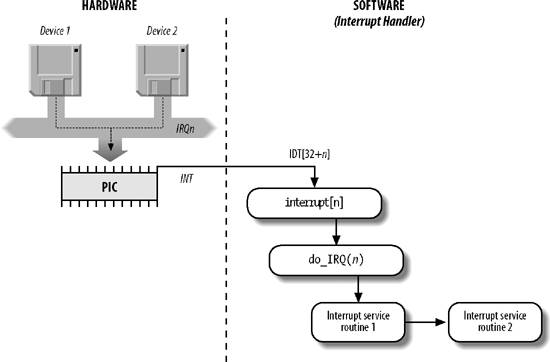 HARDWARE
SOFTWARE
(Interrupt Handler)
Device 1
Device 2
IRQn
IDT[32+n]
PIC
INT
interrupt[n]
do_IRQ(n)
Interrupt service
routine 1
Interrupt service
routine 2